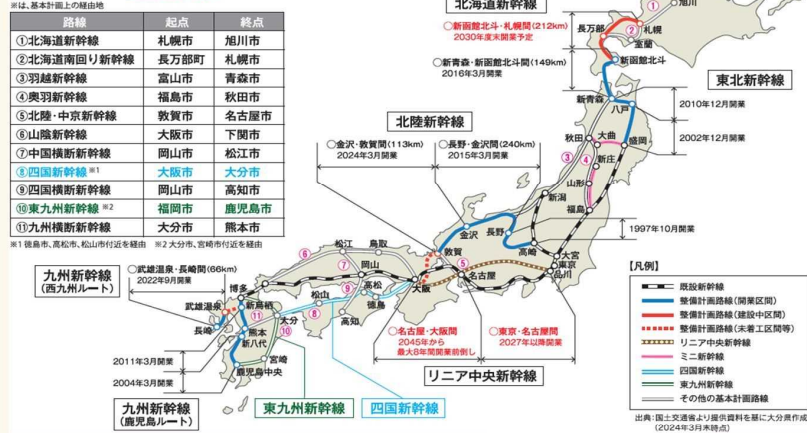 ※は、基本計画上の経由地
路線 起点 終点
①北海道新幹線 札幌市 旭川市
②北海道南回り新幹線 長万部町 札幌市
③羽越新幹線 富山市 青森市
④奥羽新幹線 福島市 秋田市
⑤北陸・中京新幹線 敦賀市 名古屋市
⑥山陰新幹線 大阪市 下関市
⑦中国横断新幹線 岡山市 松江市
⑧四国新幹線※1 大阪市 大分市
⑨四国横断新幹線 岡山市 高知市
⑩東九州新幹線※2 福岡市 鹿児島市
⑪九州横断新幹線 大分市 熊本市
※1 徳島市、高松市、松山市付近を経由 ※2 大分市、宮崎市付近を経由
北海道新幹線
〇新函館北斗・札幌間(212km)
2030年度末開業予定
〇新青森・新函館北斗間(149km)
2016年3月開業
①
旭川
長万部
②
札幌
室蘭
新函館北斗
東北新幹線
新青森
八戸
2010年12月開業
2002年12月開業
秋田
大曲
盛岡
③
④
新庄
山形
新潟
福島
1997年10月開業
北陸新幹線
〇金沢・敦賀間(113km)
2024年3月開業
〇長野・金沢間(240km)
2015年3月開業
金沢
長野
高崎
大宮
東京
品川
敦賀
⑤
名古屋
大阪
松江
鳥取
⑥
⑦
岡山
⑨
高松
徳島
松山
⑧
高知
九州新幹線
(西九州ルート)
〇武雄温泉・長崎間(66km)
2022年9月開業
博多
武雄温泉
新鳥栖
長崎
⑪
大分
熊本
⑩
新八代
宮崎
鹿児島中央
2011年3月開業
2004年3月開業
九州新幹線
(鹿児島ルート)
東九州新幹線
四国新幹線
〇名古屋・大阪間
2045年から
最大8年間開業前倒し
〇東京・名古屋間
2027年以降開業
リニア中央新幹線
【凡例】
既設新幹線
整備計画路線(開業区間)
整備計画路線(建設中区間)
整備計画路線(未着工区間等)
リニア中央新幹線
ミニ新幹線
四国新幹線
東九州新幹線
その他の基本計画路線
出典:国土交通省より提供資料を基に大分県作成
(2024年3月末時点)